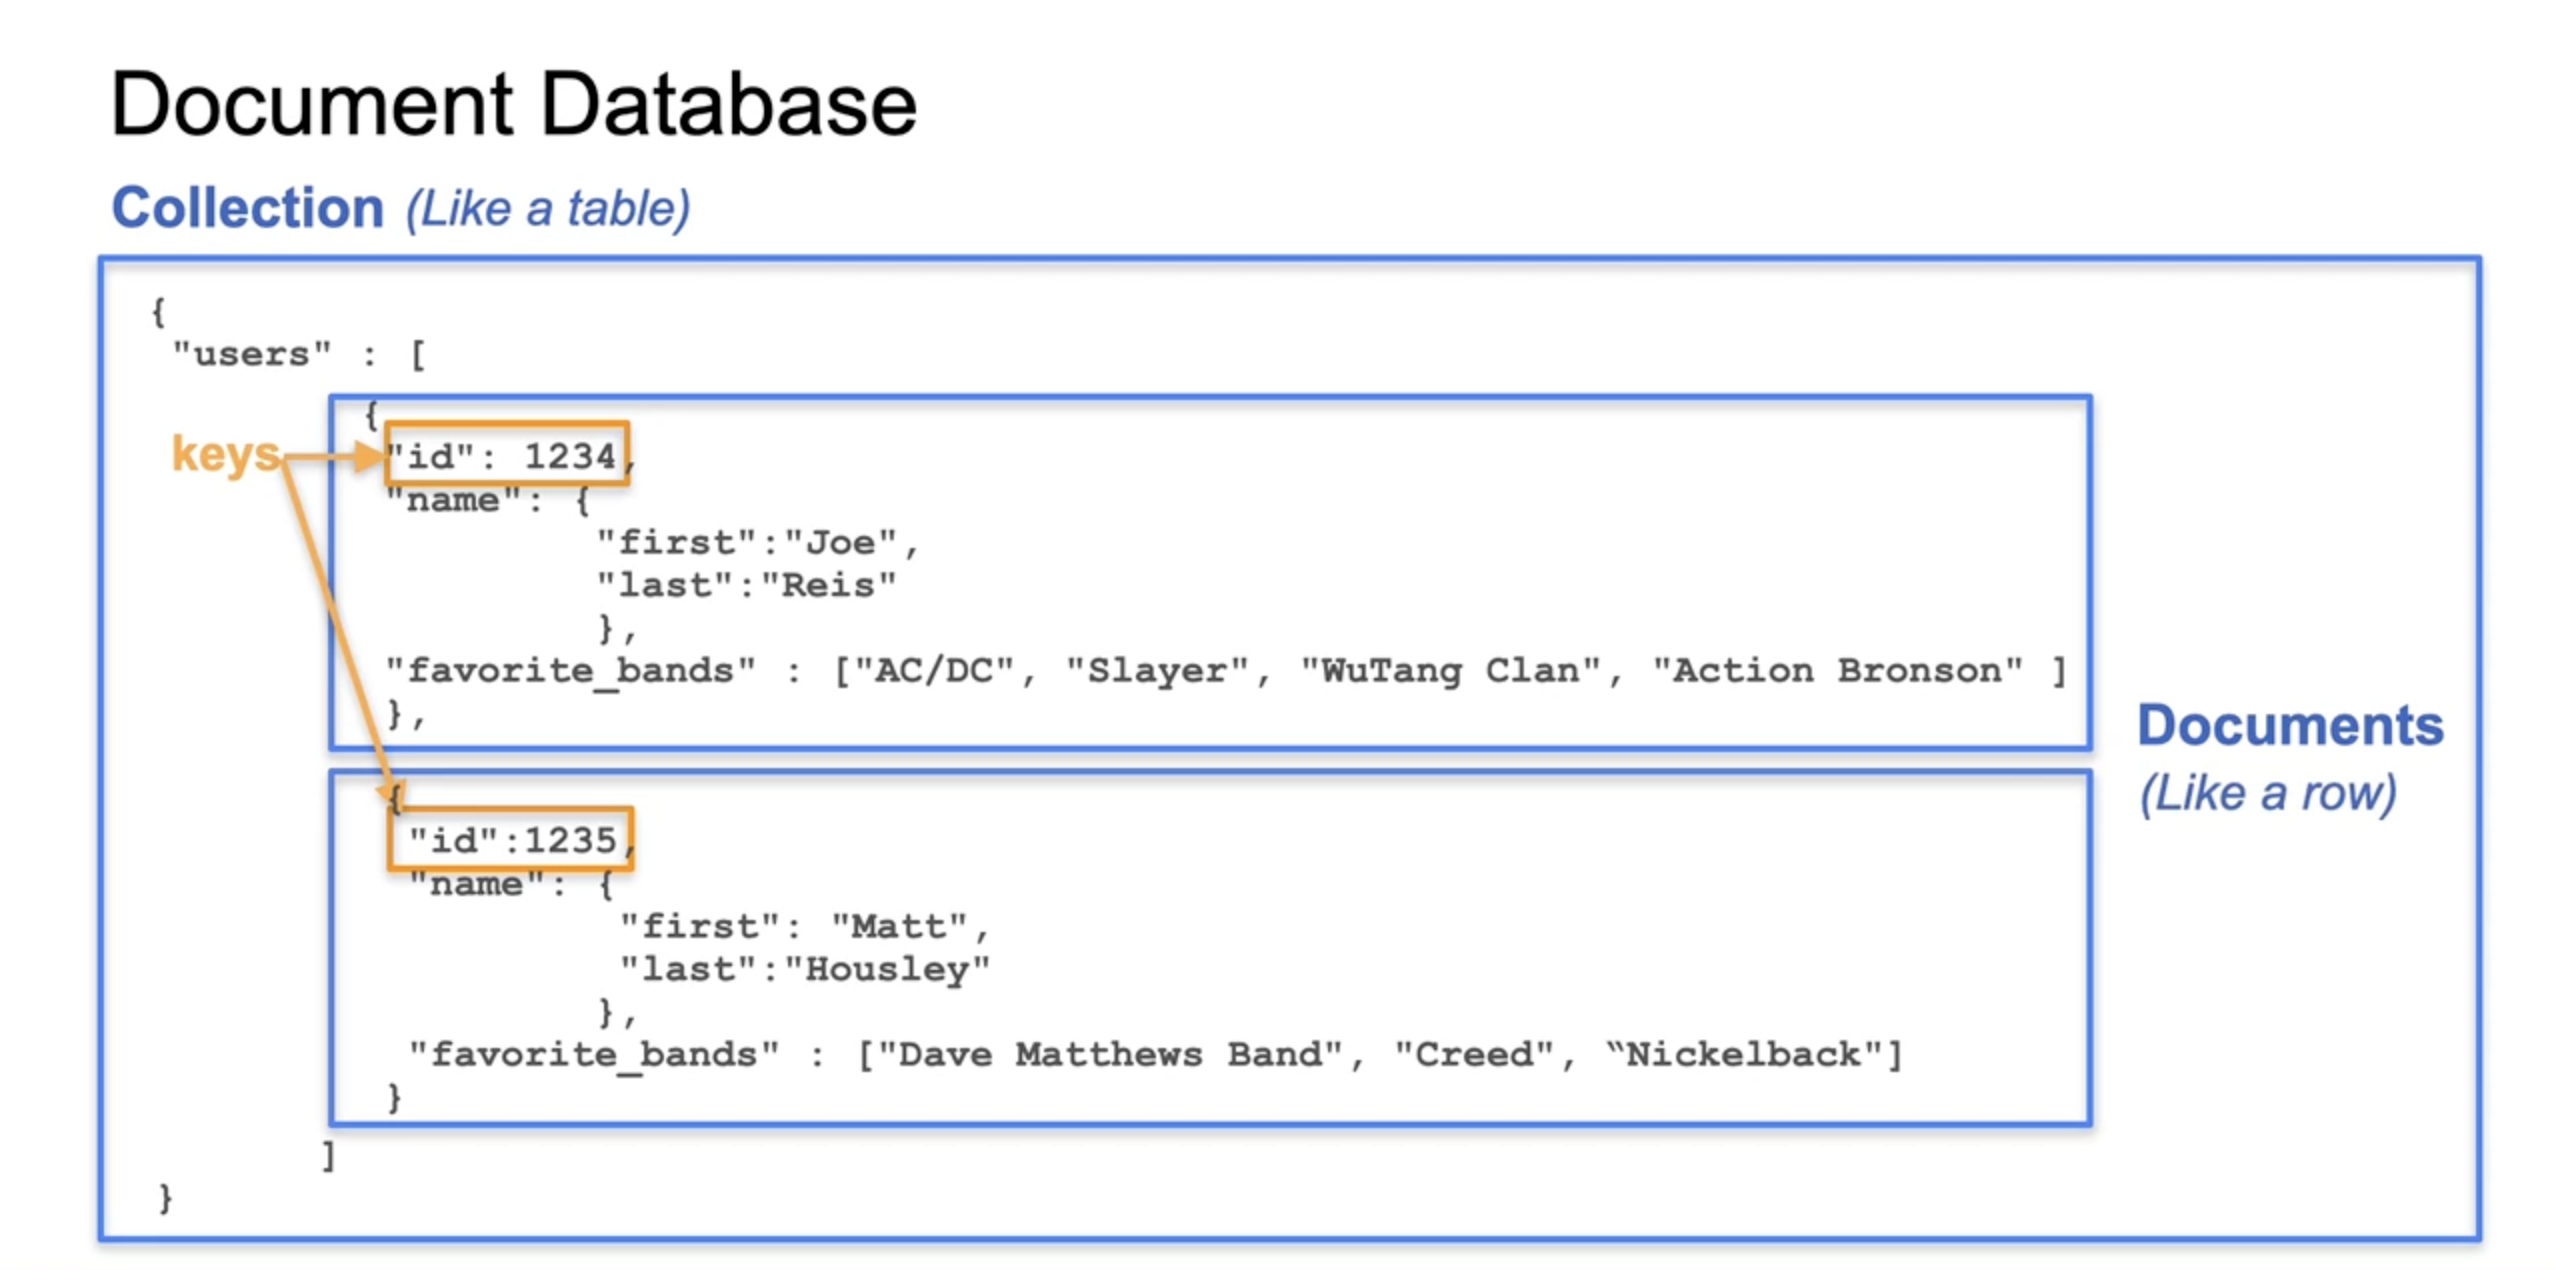 Document Database
Collection (Like a table)
{
"users" : [
{
keys
"id": 1234,
"name": {
"first":"Joe",
"last":"Reis"
},
"favorite_bands" : ["AC/DC", "Slayer", "WuTang Clan", "Action Bronson" ]
},
Documents
(Like a row)
{
"id":1235,
"name": {
"first": "Matt",
"last":"Housley"
},
"favorite_bands" : ["Dave Matthews Band", "Creed", “Nickelback"]
}
]
}